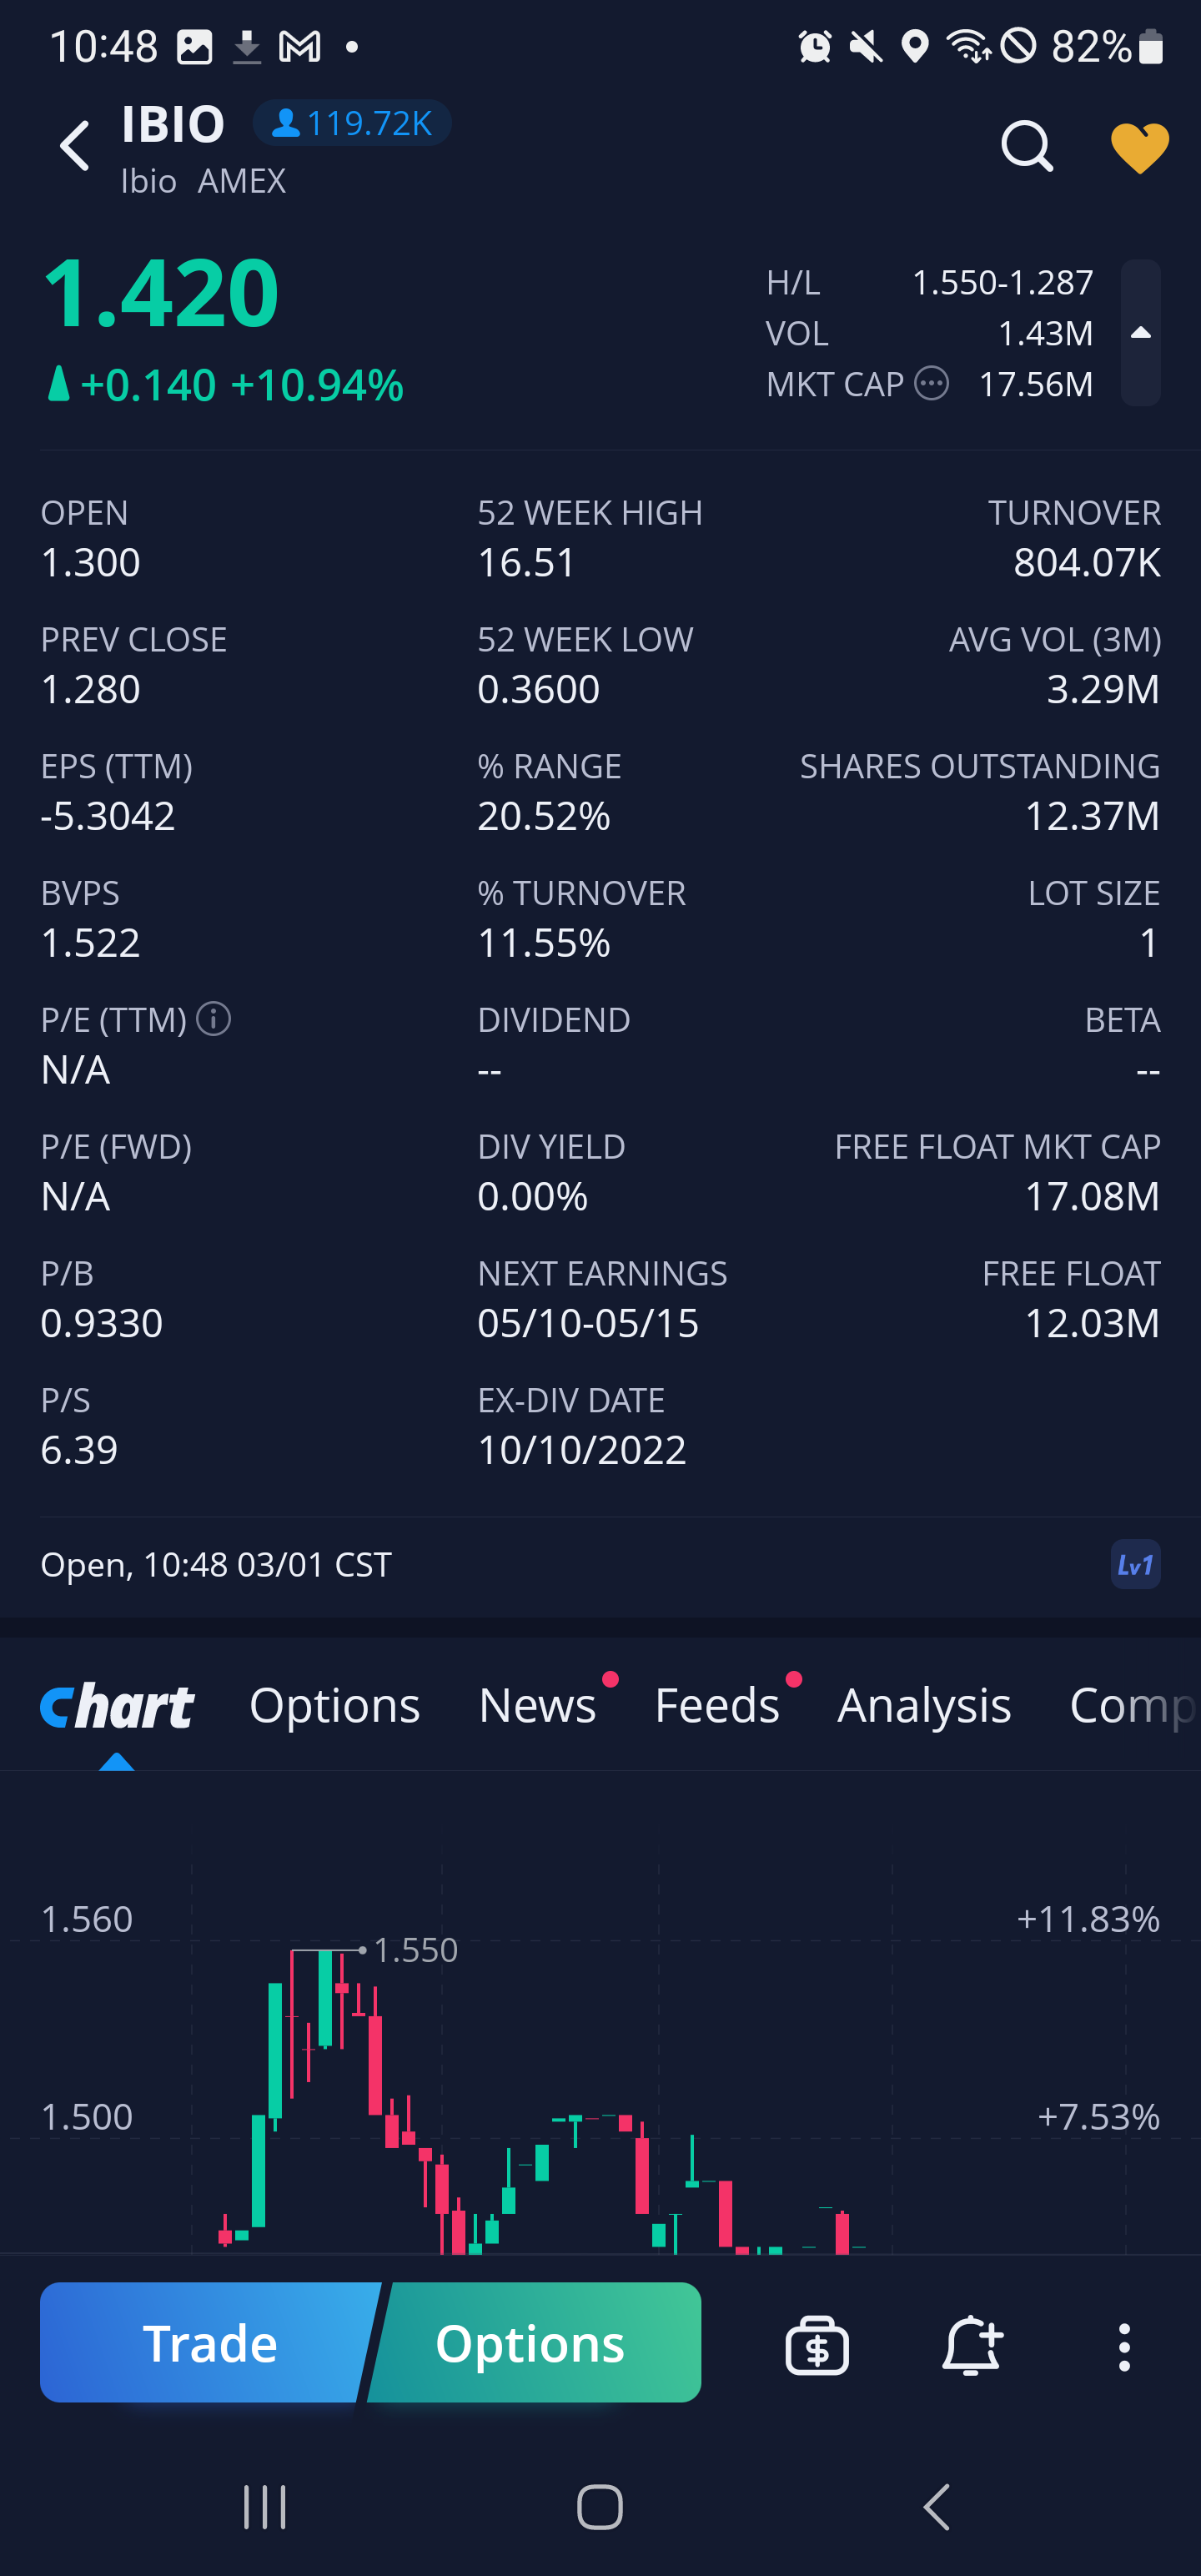 10:48 82%
IBIO 119.72K
Ibio AMEX
1.420
+0.140 +10.94%
H/L 1.550-1.287
VOL 1.43M
MKT CAP 17.56M
OPEN 52 WEEK HIGH TURNOVER
1.300 16.51 804.07K
PREV CLOSE 52 WEEK LOW AVG VOL (3M)
1.280 0.3600 3.29M
EPS (TTM) % RANGE SHARES OUTSTANDING
-5.3042 20.52% 12.37M
BVPS % TURNOVER LOT SIZE
1.522 11.55% 1
P/E (TTM) DIVIDEND BETA
N/A -- --
P/E (FWD) DIV YIELD FREE FLOAT MKT CAP
N/A 0.00% 17.08M
P/B NEXT EARNINGS FREE FLOAT
0.9330 05/10-05/15 12.03M
P/S EX-DIV DATE
6.39 10/10/2022
Open, 10:48 03/01 CST Lv1
Chart Options News Feeds Analysis Comp
1.560 +11.83%
1.550
1.500 +7.53%
Trade Options